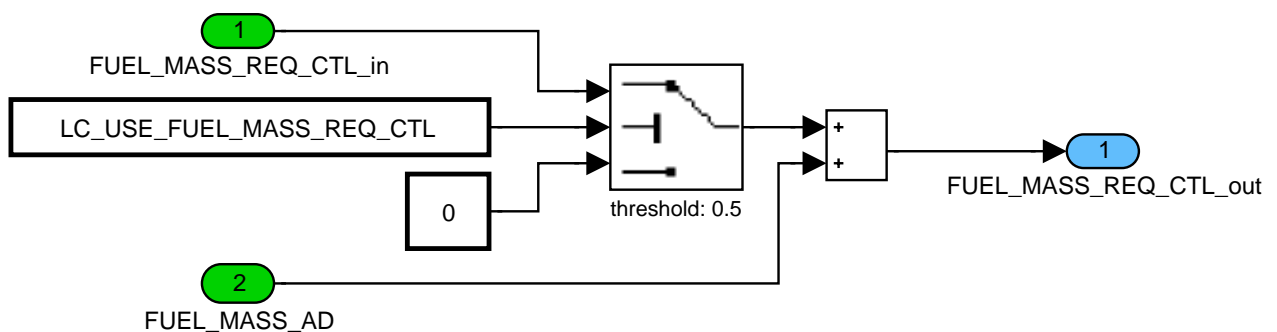 1
FUEL_MASS_REQ_CTL_in
LC_USE_FUEL_MASS_REQ_CTL
0
threshold: 0.5
+
+
1
FUEL_MASS_REQ_CTL_out
2
FUEL_MASS_AD